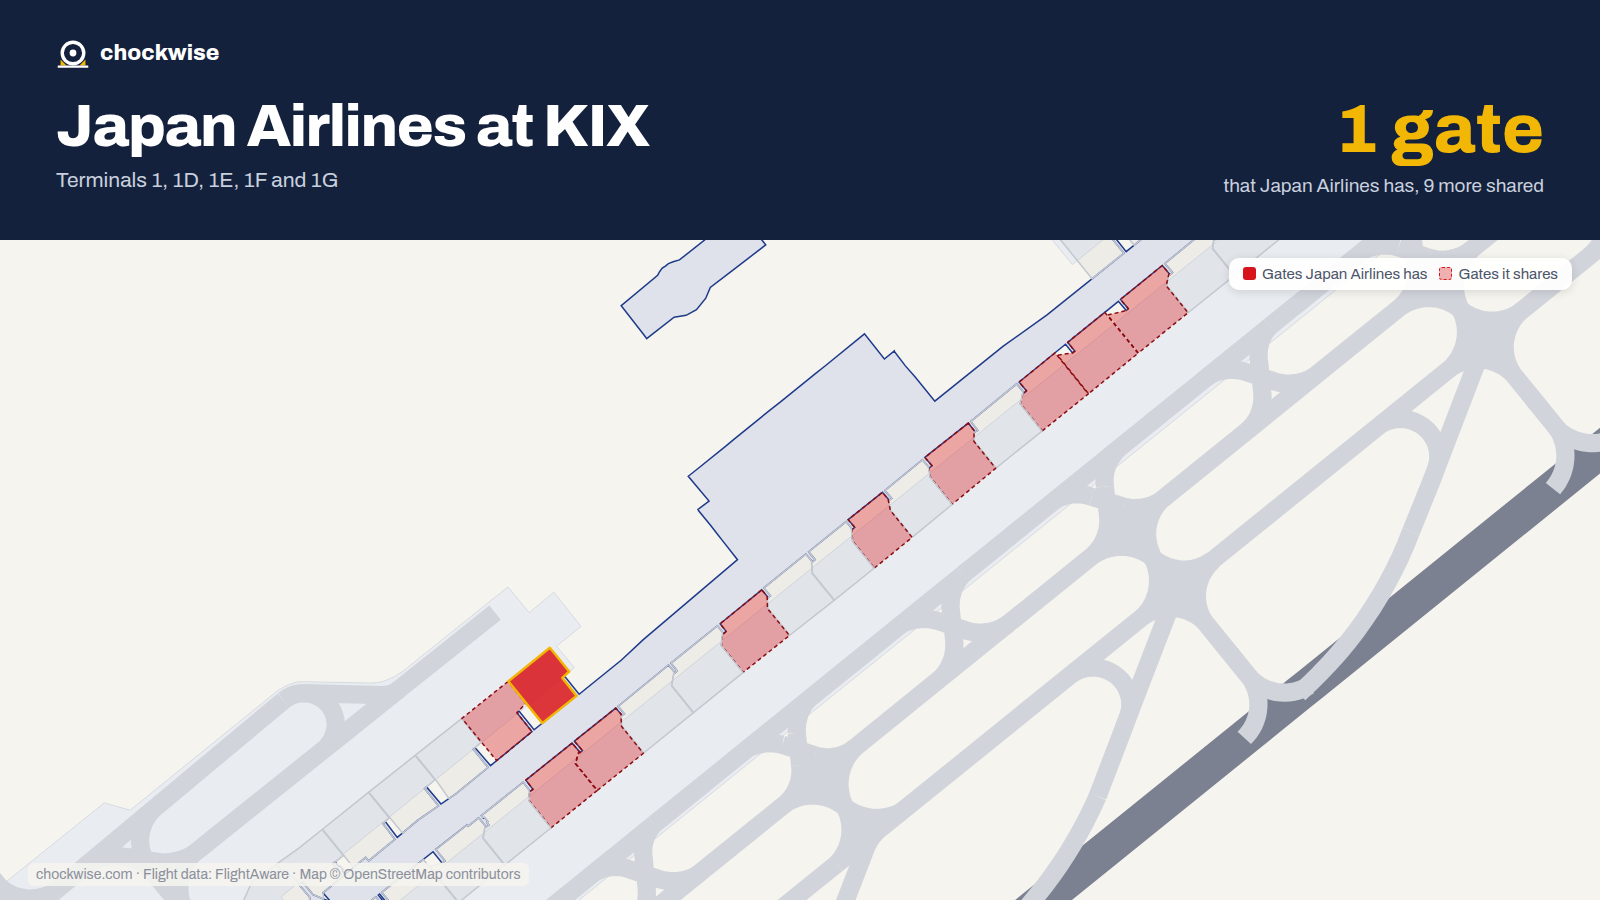 chockwise
Japan Airlines at KIX
Terminals 1, 1D, 1E, 1F and 1G
1 gate
that Japan Airlines has, 9 more shared
Gates Japan Airlines has
Gates it shares
chockwise.com · Flight data: FlightAware · Map © OpenStreetMap contributors